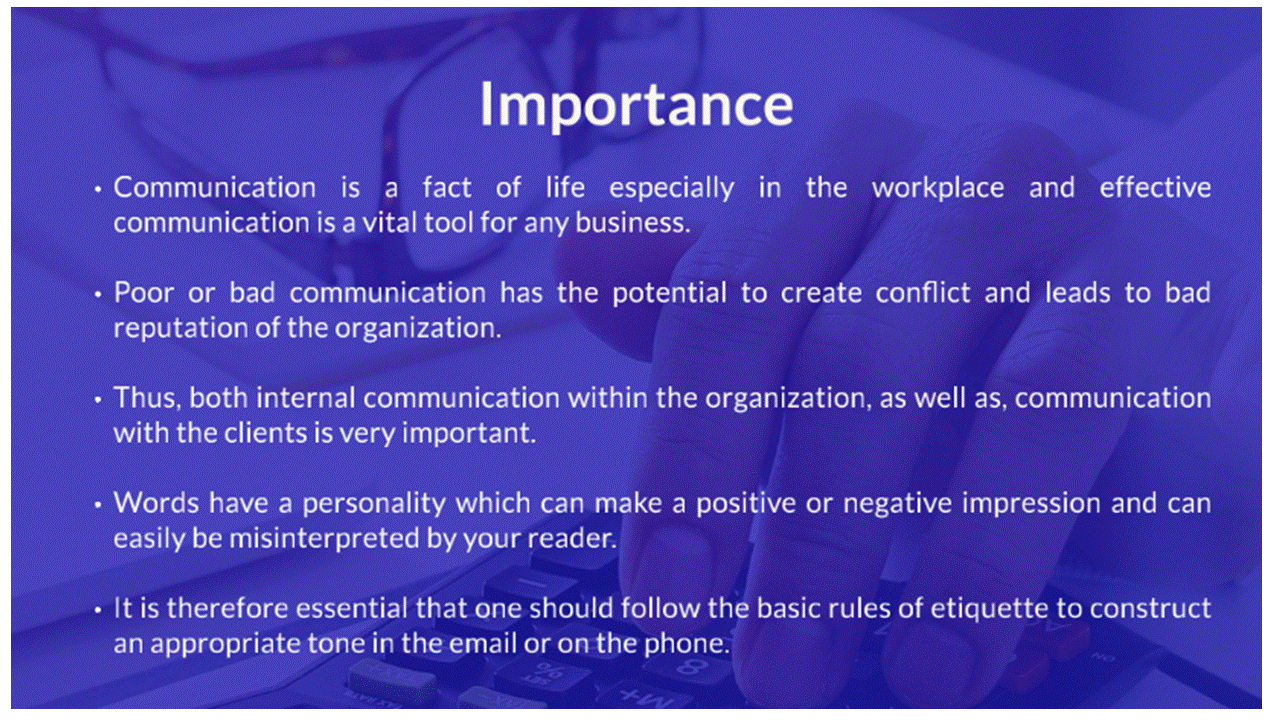 Importance
• Communication is a fact of life especially in the workplace and effective
communication is a vital tool for any business.
• Poor or bad communication has the potential to create conflict and leads to bad
reputation of the organization.
• Thus, both internal communication within the organization, as well as, communication
with the clients is very important.
• Words have a personality which can make a positive or negative impression and can
easily be misinterpreted by your reader.
• It is therefore essential that one should follow the basic rules of etiquette to construct
an appropriate tone in the email or on the phone.
TAX RATE
SET
%
8
M+
ON